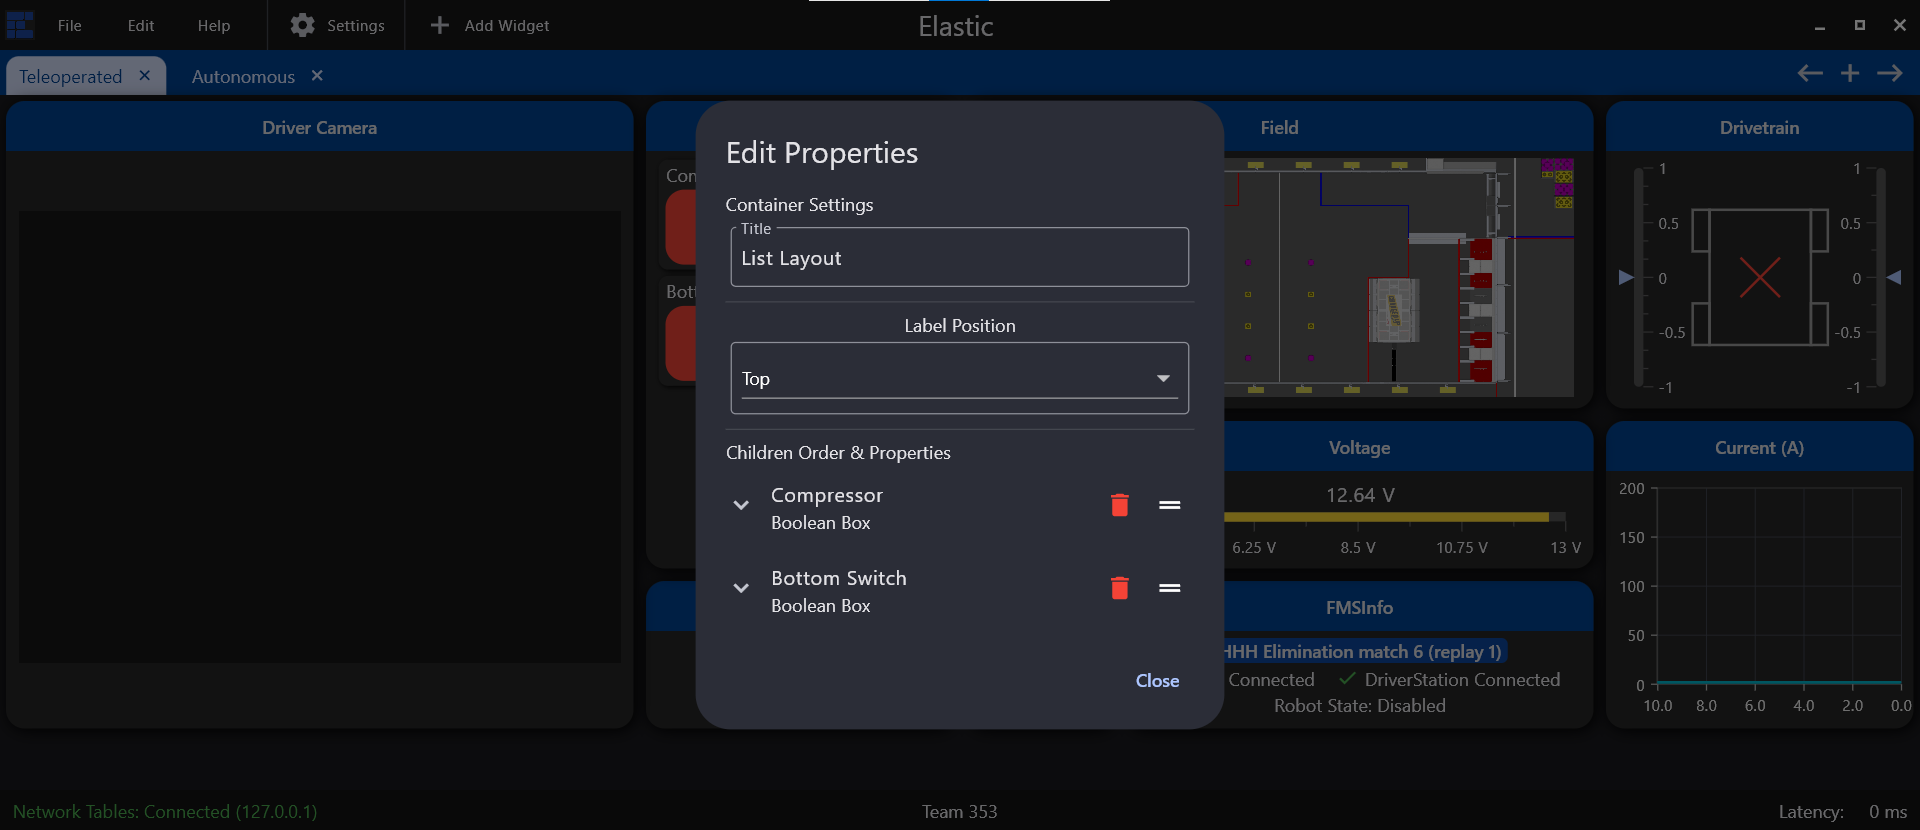 File Edit Help Settings Add Widget Elastic
Teleoperated Autonomous
Driver Camera
Edit Properties
Container Settings
Title
List Layout
Label Position
Top
Children Order & Properties
Compressor
Boolean Box
Bottom Switch
Boolean Box
Close
Field
Drivetrain
1 1
0.5 0.5
0 0
-0.5 -0.5
-1 -1
Voltage
12.64 V
6.25 V 8.5 V 10.75 V 13 V
FMSInfo
Elimination match 6 (replay 1)
Connected DriverStation Connected
Robot State: Disabled
Current (A)
200
150
100
50
0
10.0 8.0 6.0 4.0 2.0 0.0
Network Tables: Connected (127.0.0.1) Team 353 Latency: 0 ms